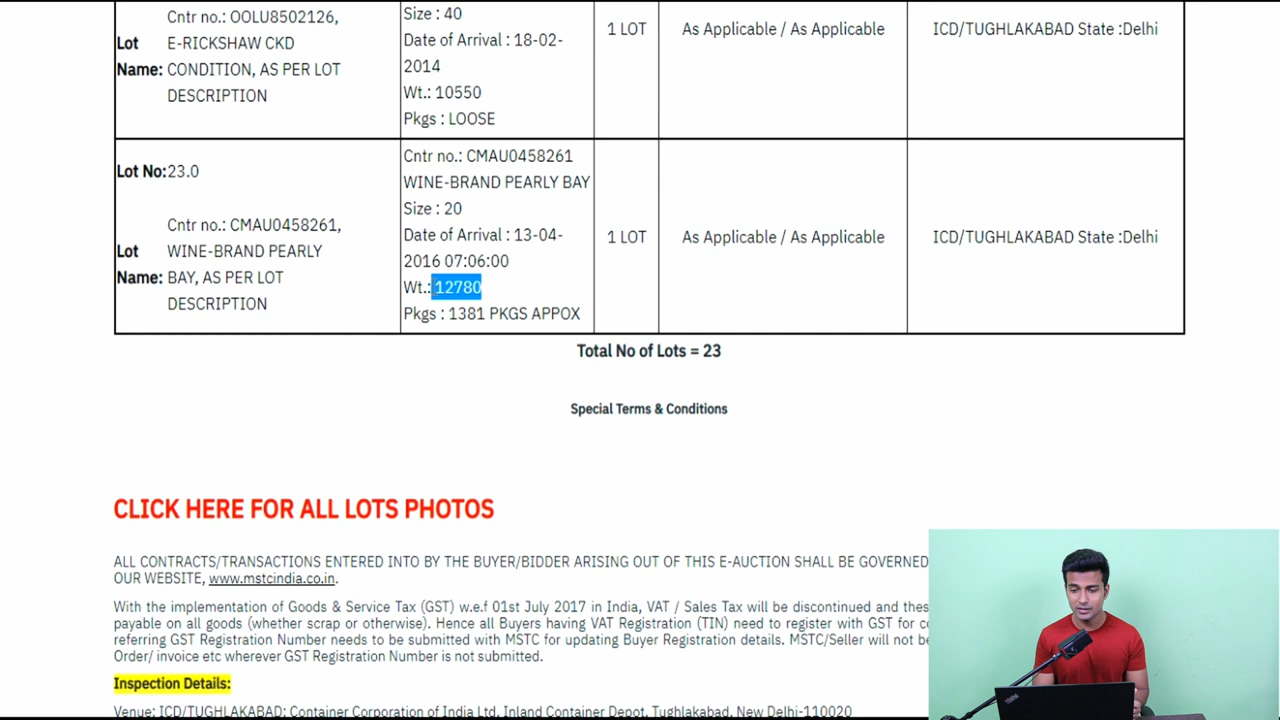 Cntr no.: OOLU8502126,
Lot E-RICKSHAW CKD
Name: CONDITION, AS PER LOT
DESCRIPTION
Size : 40
Date of Arrival : 18-02-
2014
Wt.: 10550
Pkgs : LOOSE
1 LOT
As Applicable / As Applicable
ICD/TUGHLAKABAD State :Delhi
Lot No:23.0
Cntr no.: CMAU0458261,
Lot WINE-BRAND PEARLY
Name: BAY, AS PER LOT
DESCRIPTION
Cntr no.: CMAU0458261
WINE-BRAND PEARLY BAY
Size : 20
Date of Arrival : 13-04-
2016 07:06:00
Wt.: 12780
Pkgs : 1381 PKGS APPOX
1 LOT
As Applicable / As Applicable
ICD/TUGHLAKABAD State :Delhi
Total No of Lots = 23
Special Terms & Conditions
CLICK HERE FOR ALL LOTS PHOTOS
ALL CONTRACTS/TRANSACTIONS ENTERED INTO BY THE BUYER/BIDDER ARISING OUT OF THIS E-AUCTION SHALL BE GOVERNED
OUR WEBSITE, www.mstcindia.co.in.
With the implementation of Goods & Service Tax (GST) w.e.f 01st July 2017 in India, VAT / Sales Tax will be discontinued and
payable on all goods (whether scrap or otherwise). Hence all Buyers having VAT Registration (TIN) need to register with GST for
referring GST Registration Number needs to be submitted with MSTC for updating Buyer Registration details. MSTC/Seller will not
Order/ invoice etc wherever GST Registration Number is not submitted.
Inspection Details:
Venue: ICD/TUGHLAKABAD: Container Corporation of India Ltd, Inland Container Depot, Tughlakabad, New Delhi-110020